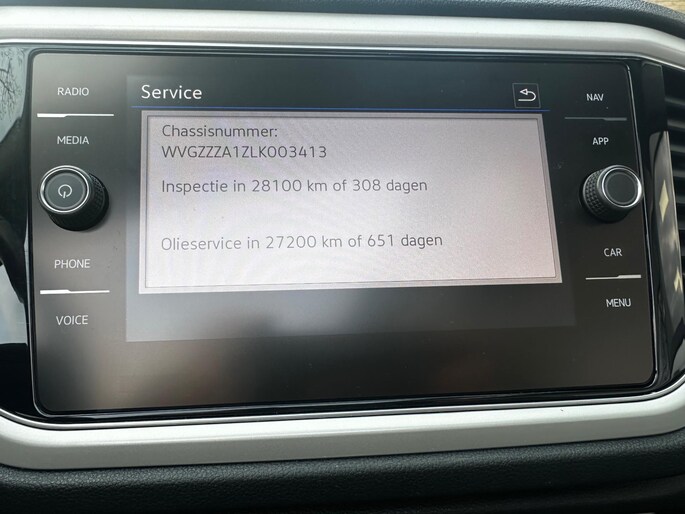 RADIO
MEDIA
PHONE
VOICE
Service
Chassisnummer:
WVGZZZA1ZLK003413
Inspectie in 28100 km of 308 dagen
Olieservice in 27200 km of 651 dagen
NAV
APP
CAR
MENU